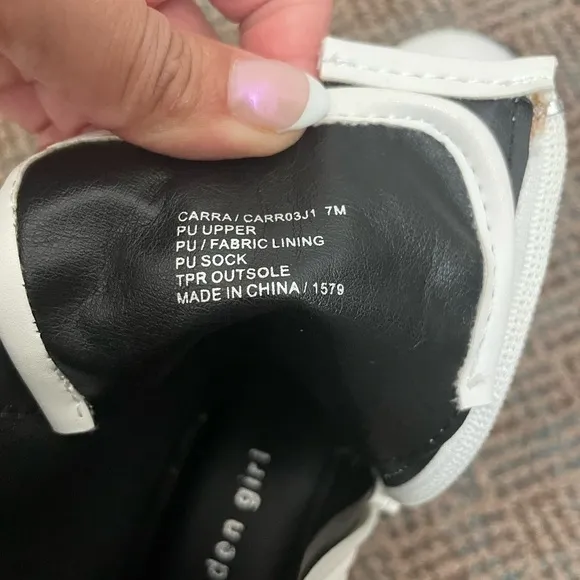 CARRA / CARR03J1 7M
PU UPPER
PU / FABRIC LINING
PU SOCK
TPR OUTSOLE
MADE IN CHINA / 1579
den girl